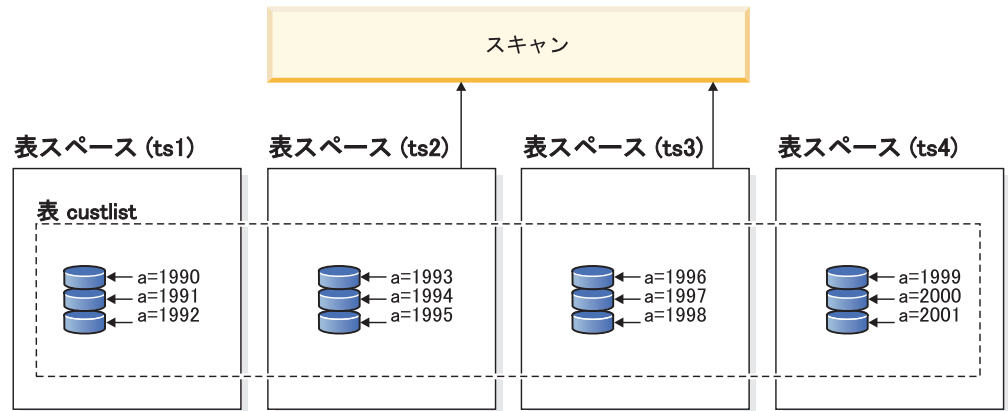 スキャン
表スペース (ts1)
表スペース (ts2)
表スペース (ts3)
表スペース (ts4)
表 custlist
a=1990
a=1991
a=1992
a=1993
a=1994
a=1995
a=1996
a=1997
a=1998
a=1999
a=2000
a=2001